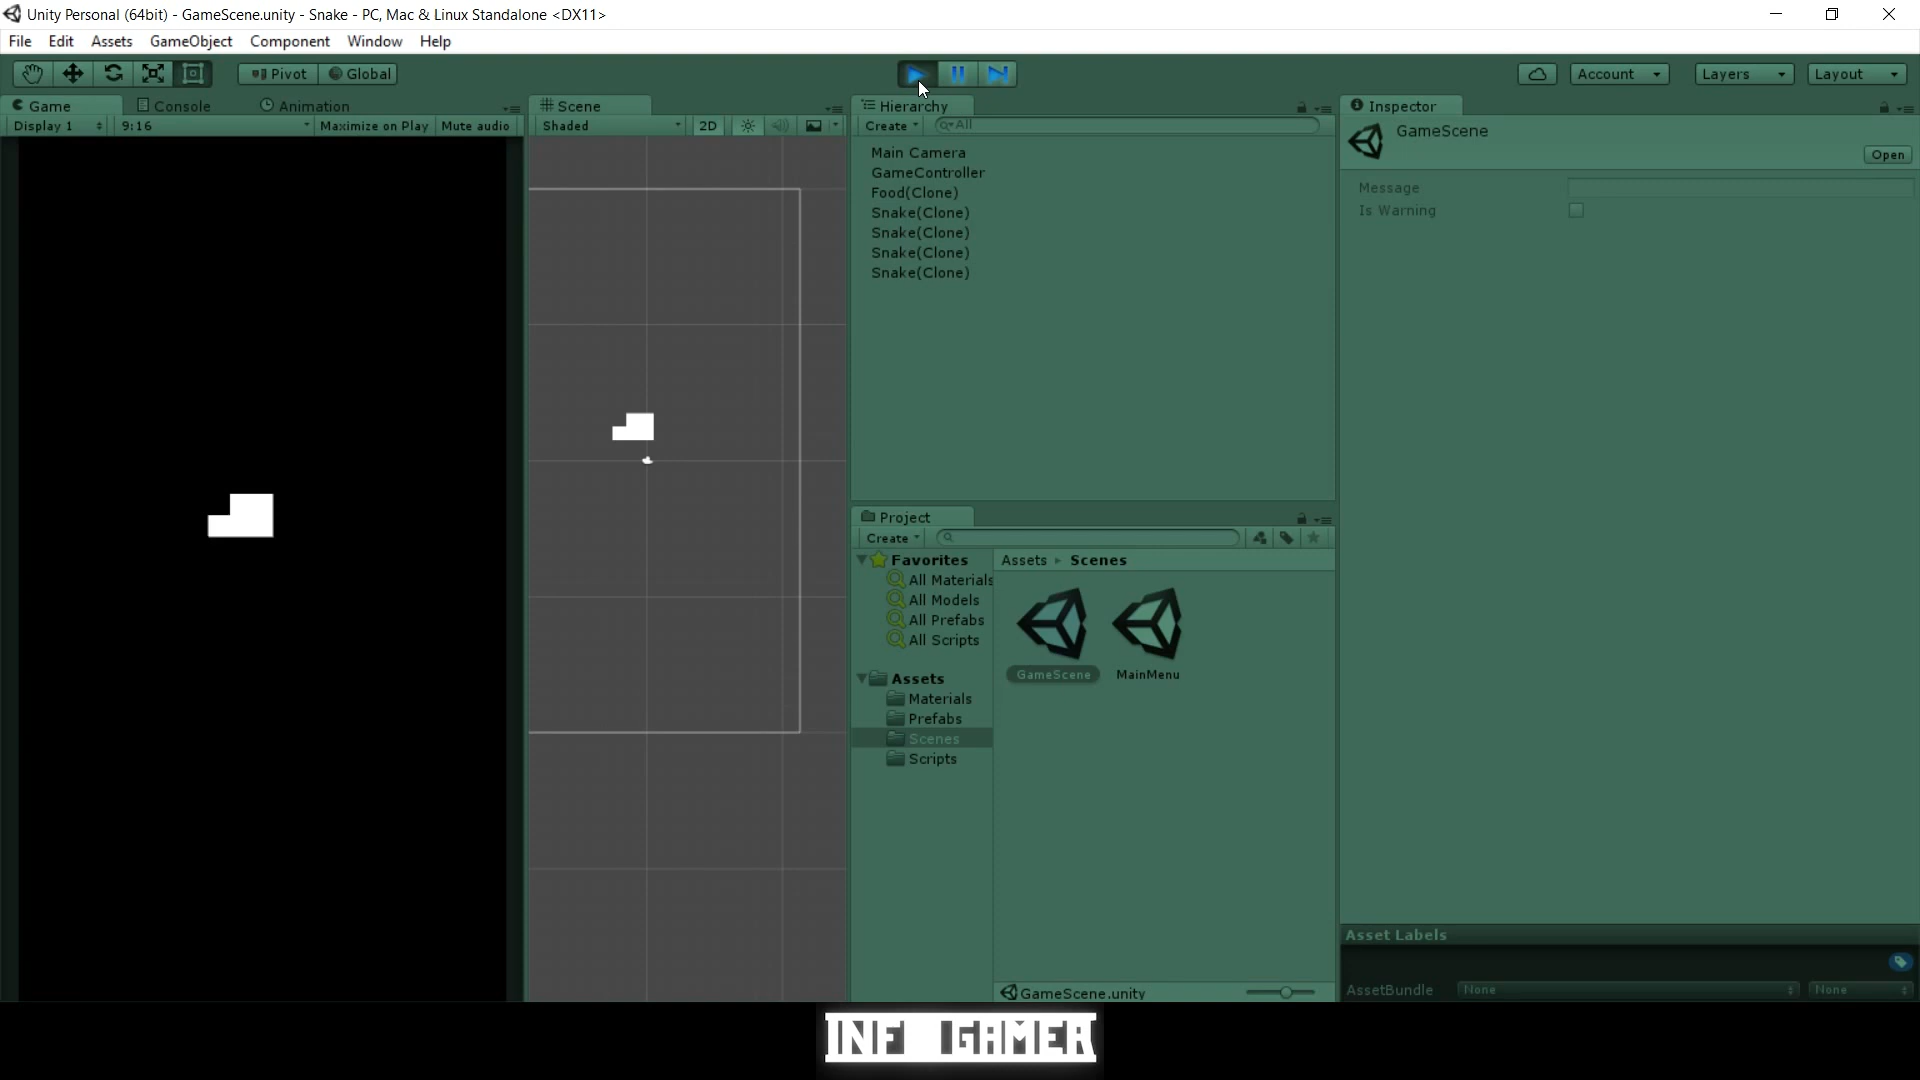 Unity Personal (64bit) - GameScene.unity - Snake - PC, Mac & Linux Standalone <DX11>
File Edit Assets GameObject Component Window Help
Pivot Global Account Layers Layout
Game Console Animation
Display 1 9:16 Maximize on Play Mute audio
Scene
Shaded 2D
Hierarchy
Create All
Main Camera
GameController
Food(Clone)
Snake(Clone)
Snake(Clone)
Snake(Clone)
Snake(Clone)
Project
Create
Favorites
All Materials
All Models
All Prefabs
All Scripts
Assets
Materials
Prefabs
Scenes
Scripts
Assets Scenes
GameScene MainMenu
GameScene.unity
Inspector
GameScene
Open
Message
Is Warning
Asset Labels
AssetBundle None None
INF GAMER